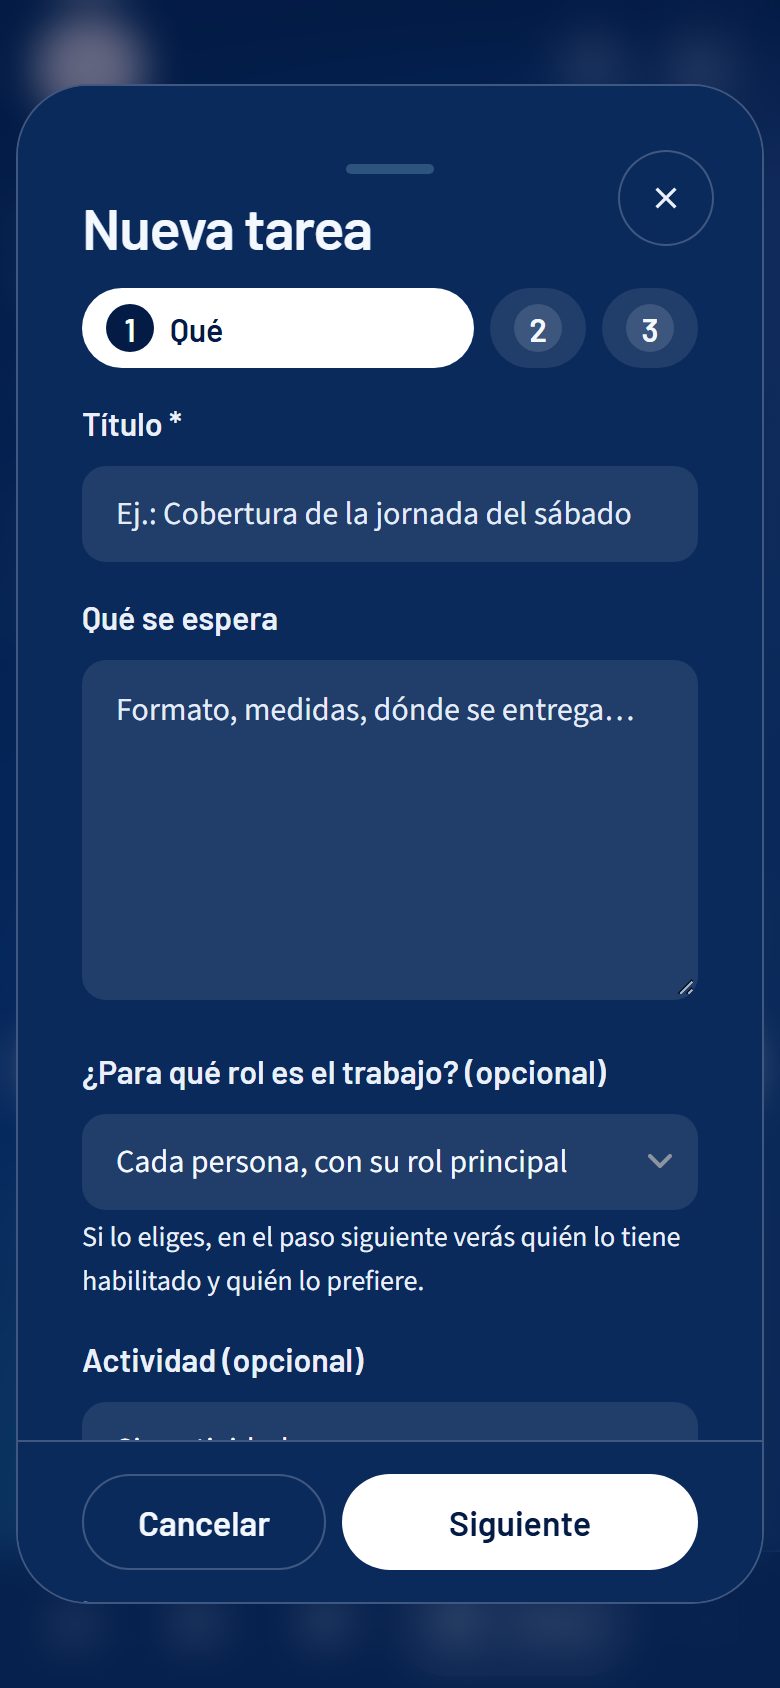 Nueva tarea
1 Qué 2 3
Título *
Ej.: Cobertura de la jornada del sábado
Qué se espera
Formato, medidas, dónde se entrega...
¿Para qué rol es el trabajo? (opcional)
Cada persona, con su rol principal
Si lo eliges, en el paso siguiente verás quién lo tiene
habilitado y quién lo prefiere.
Actividad (opcional)
Cancelar Siguiente